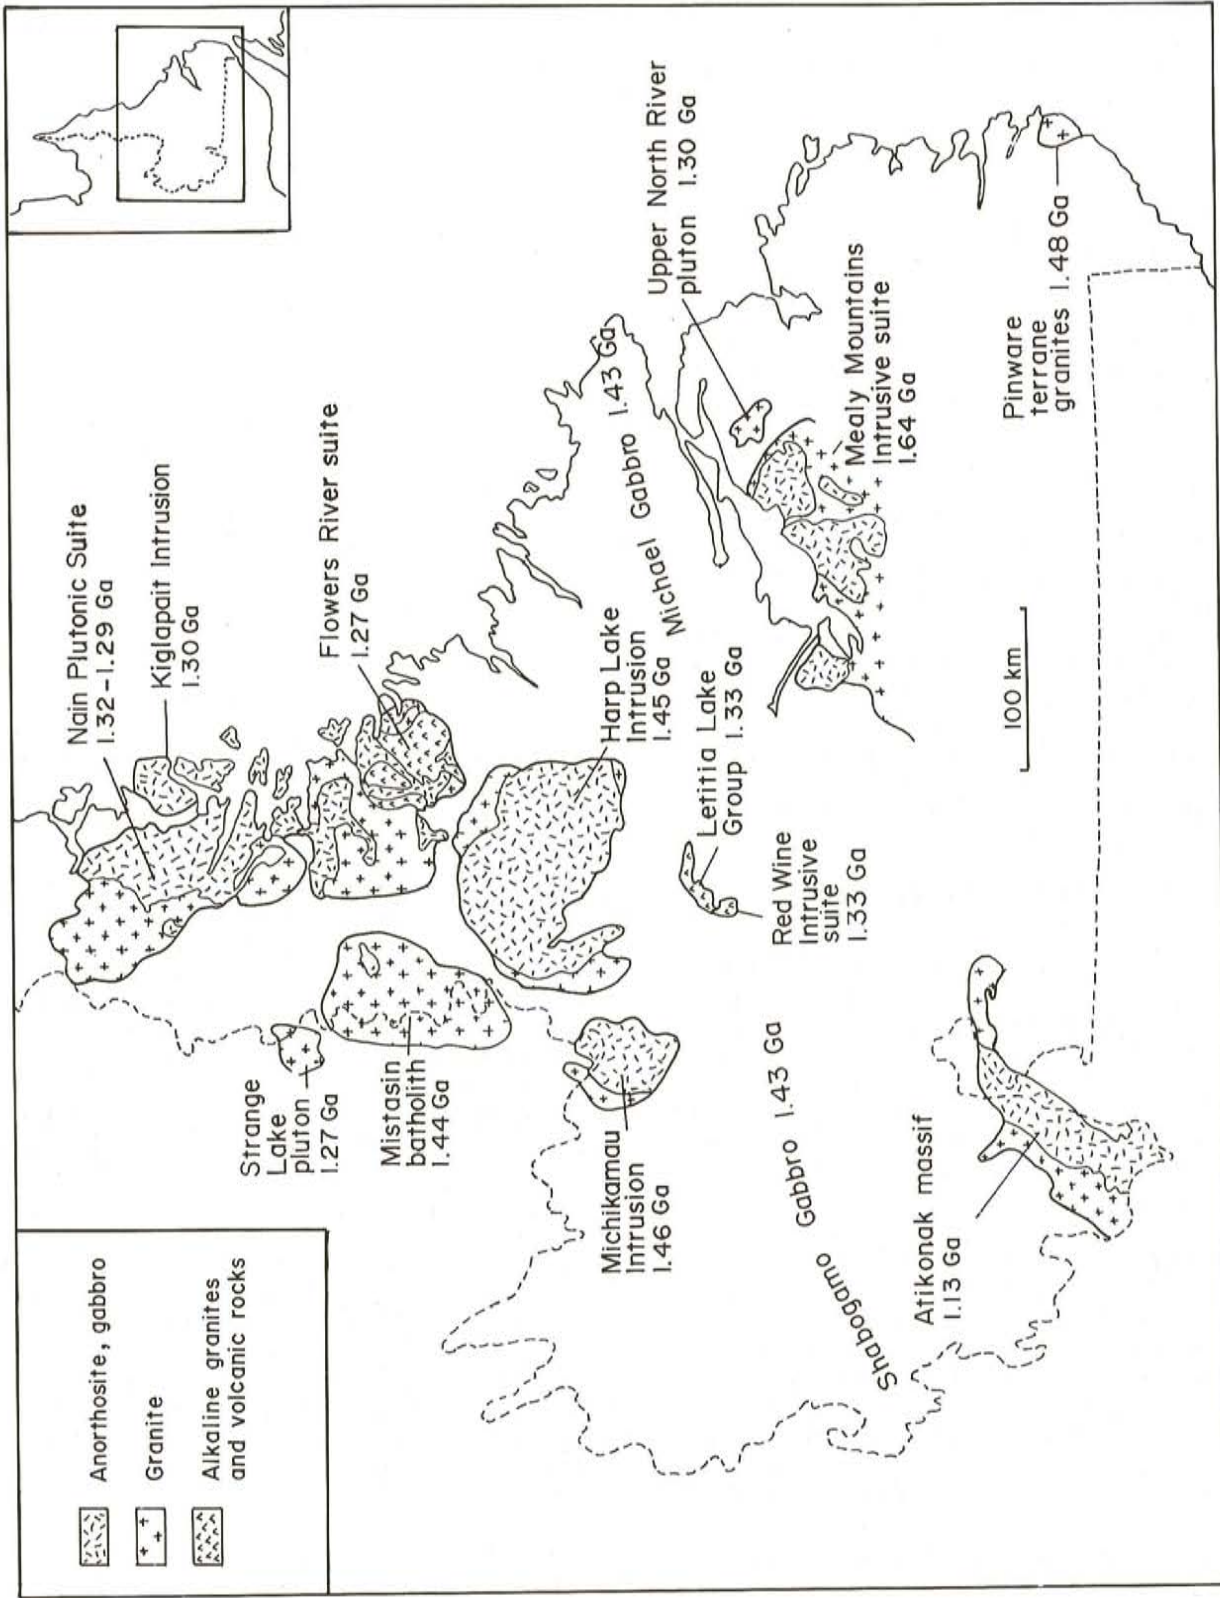 Nain Plutonic Suite
1.32-1.29 Ga
Kiglapait Intrusion
1.30 Ga
Flowers River suite
1.27 Ga
Strange
Lake
pluton
1.27 Ga
Mistasin
batholith
1.44 Ga
Harp Lake
Intrusion
1.45 Ga
Michikamau
Intrusion
1.46 Ga
Michael Gabbro 1.43 Ga
Letitia Lake
Group 1.33 Ga
Red Wine
Intrusive
suite
1.33 Ga
Upper North River
pluton 1.30 Ga
Mealy Mountains
Intrusive suite
1.64 Ga
Shabogamo Gabbro 1.43 Ga
Atikonak massif
1.13 Ga
Pinware
terrane
granites 1.48 Ga
100 km
Anorthosite, gabbro
Granite
Alkaline granites
and volcanic rocks